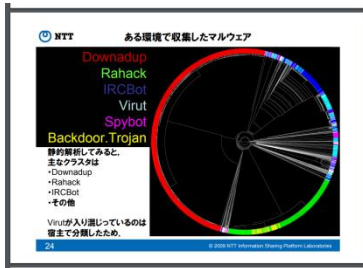 NTT
ある環境で収集したマルウェア
Downadup
Rahack
IRCBot
Virut
Spybot
Backdoor.Trojan
静的解析してみると、
主なクラスタは
・Downadup
・Rahack
・IRCBot
・その他
Virutが入り混じっているのは
宿主で分類したため。
24
© 2009 NTT Information Sharing Platform Laboratories